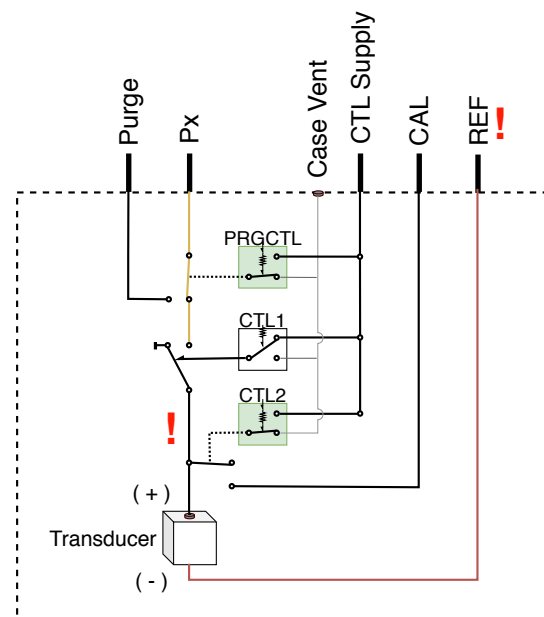 Purge
Px
Case Vent
CTL Supply
CAL
REF
!
PRGCTL
CTL1
CTL2
!
( + )
Transducer
( - )